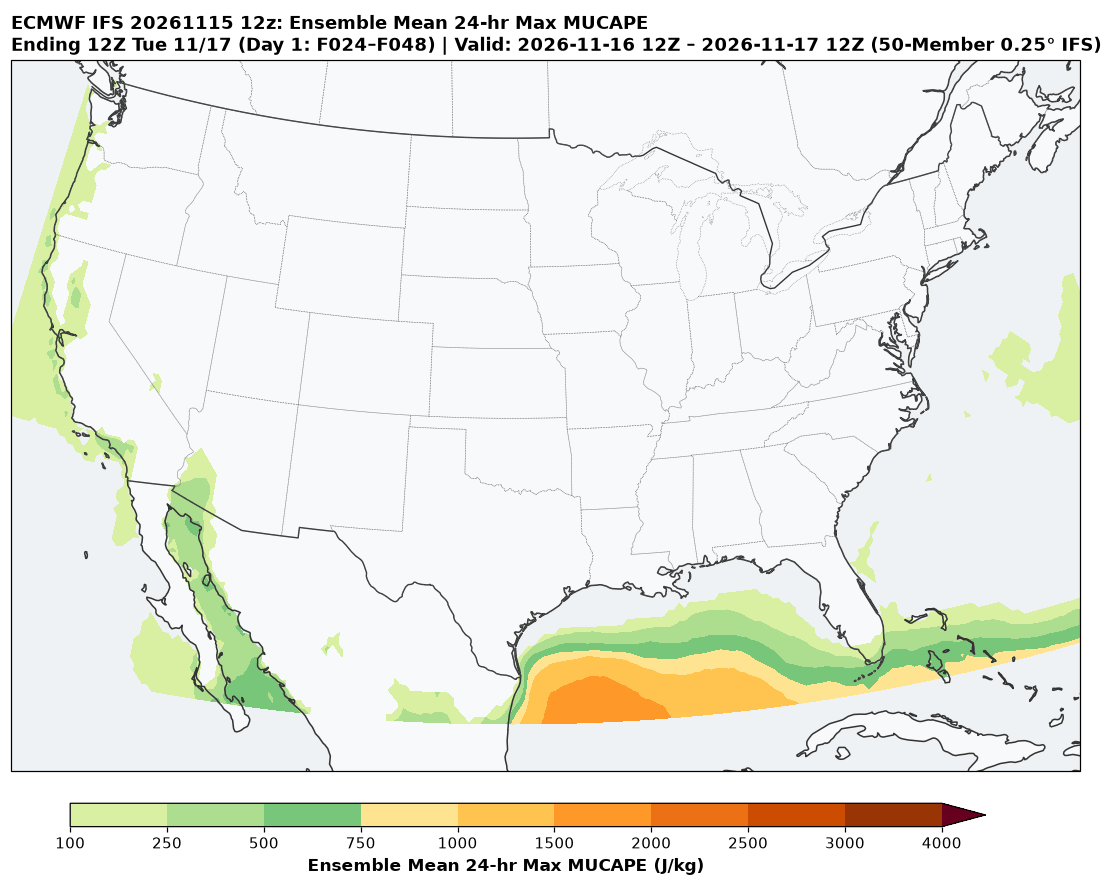 ECMWF IFS 20261115 12z: Ensemble Mean 24-hr Max MUCAPE
Ending 12Z Tue 11/17 (Day 1: F024–F048) | Valid: 2026-11-16 12Z – 2026-11-17 12Z (50-Member 0.25° IFS)
100 250 500 750 1000 1500 2000 2500 3000 4000
Ensemble Mean 24-hr Max MUCAPE (J/kg)